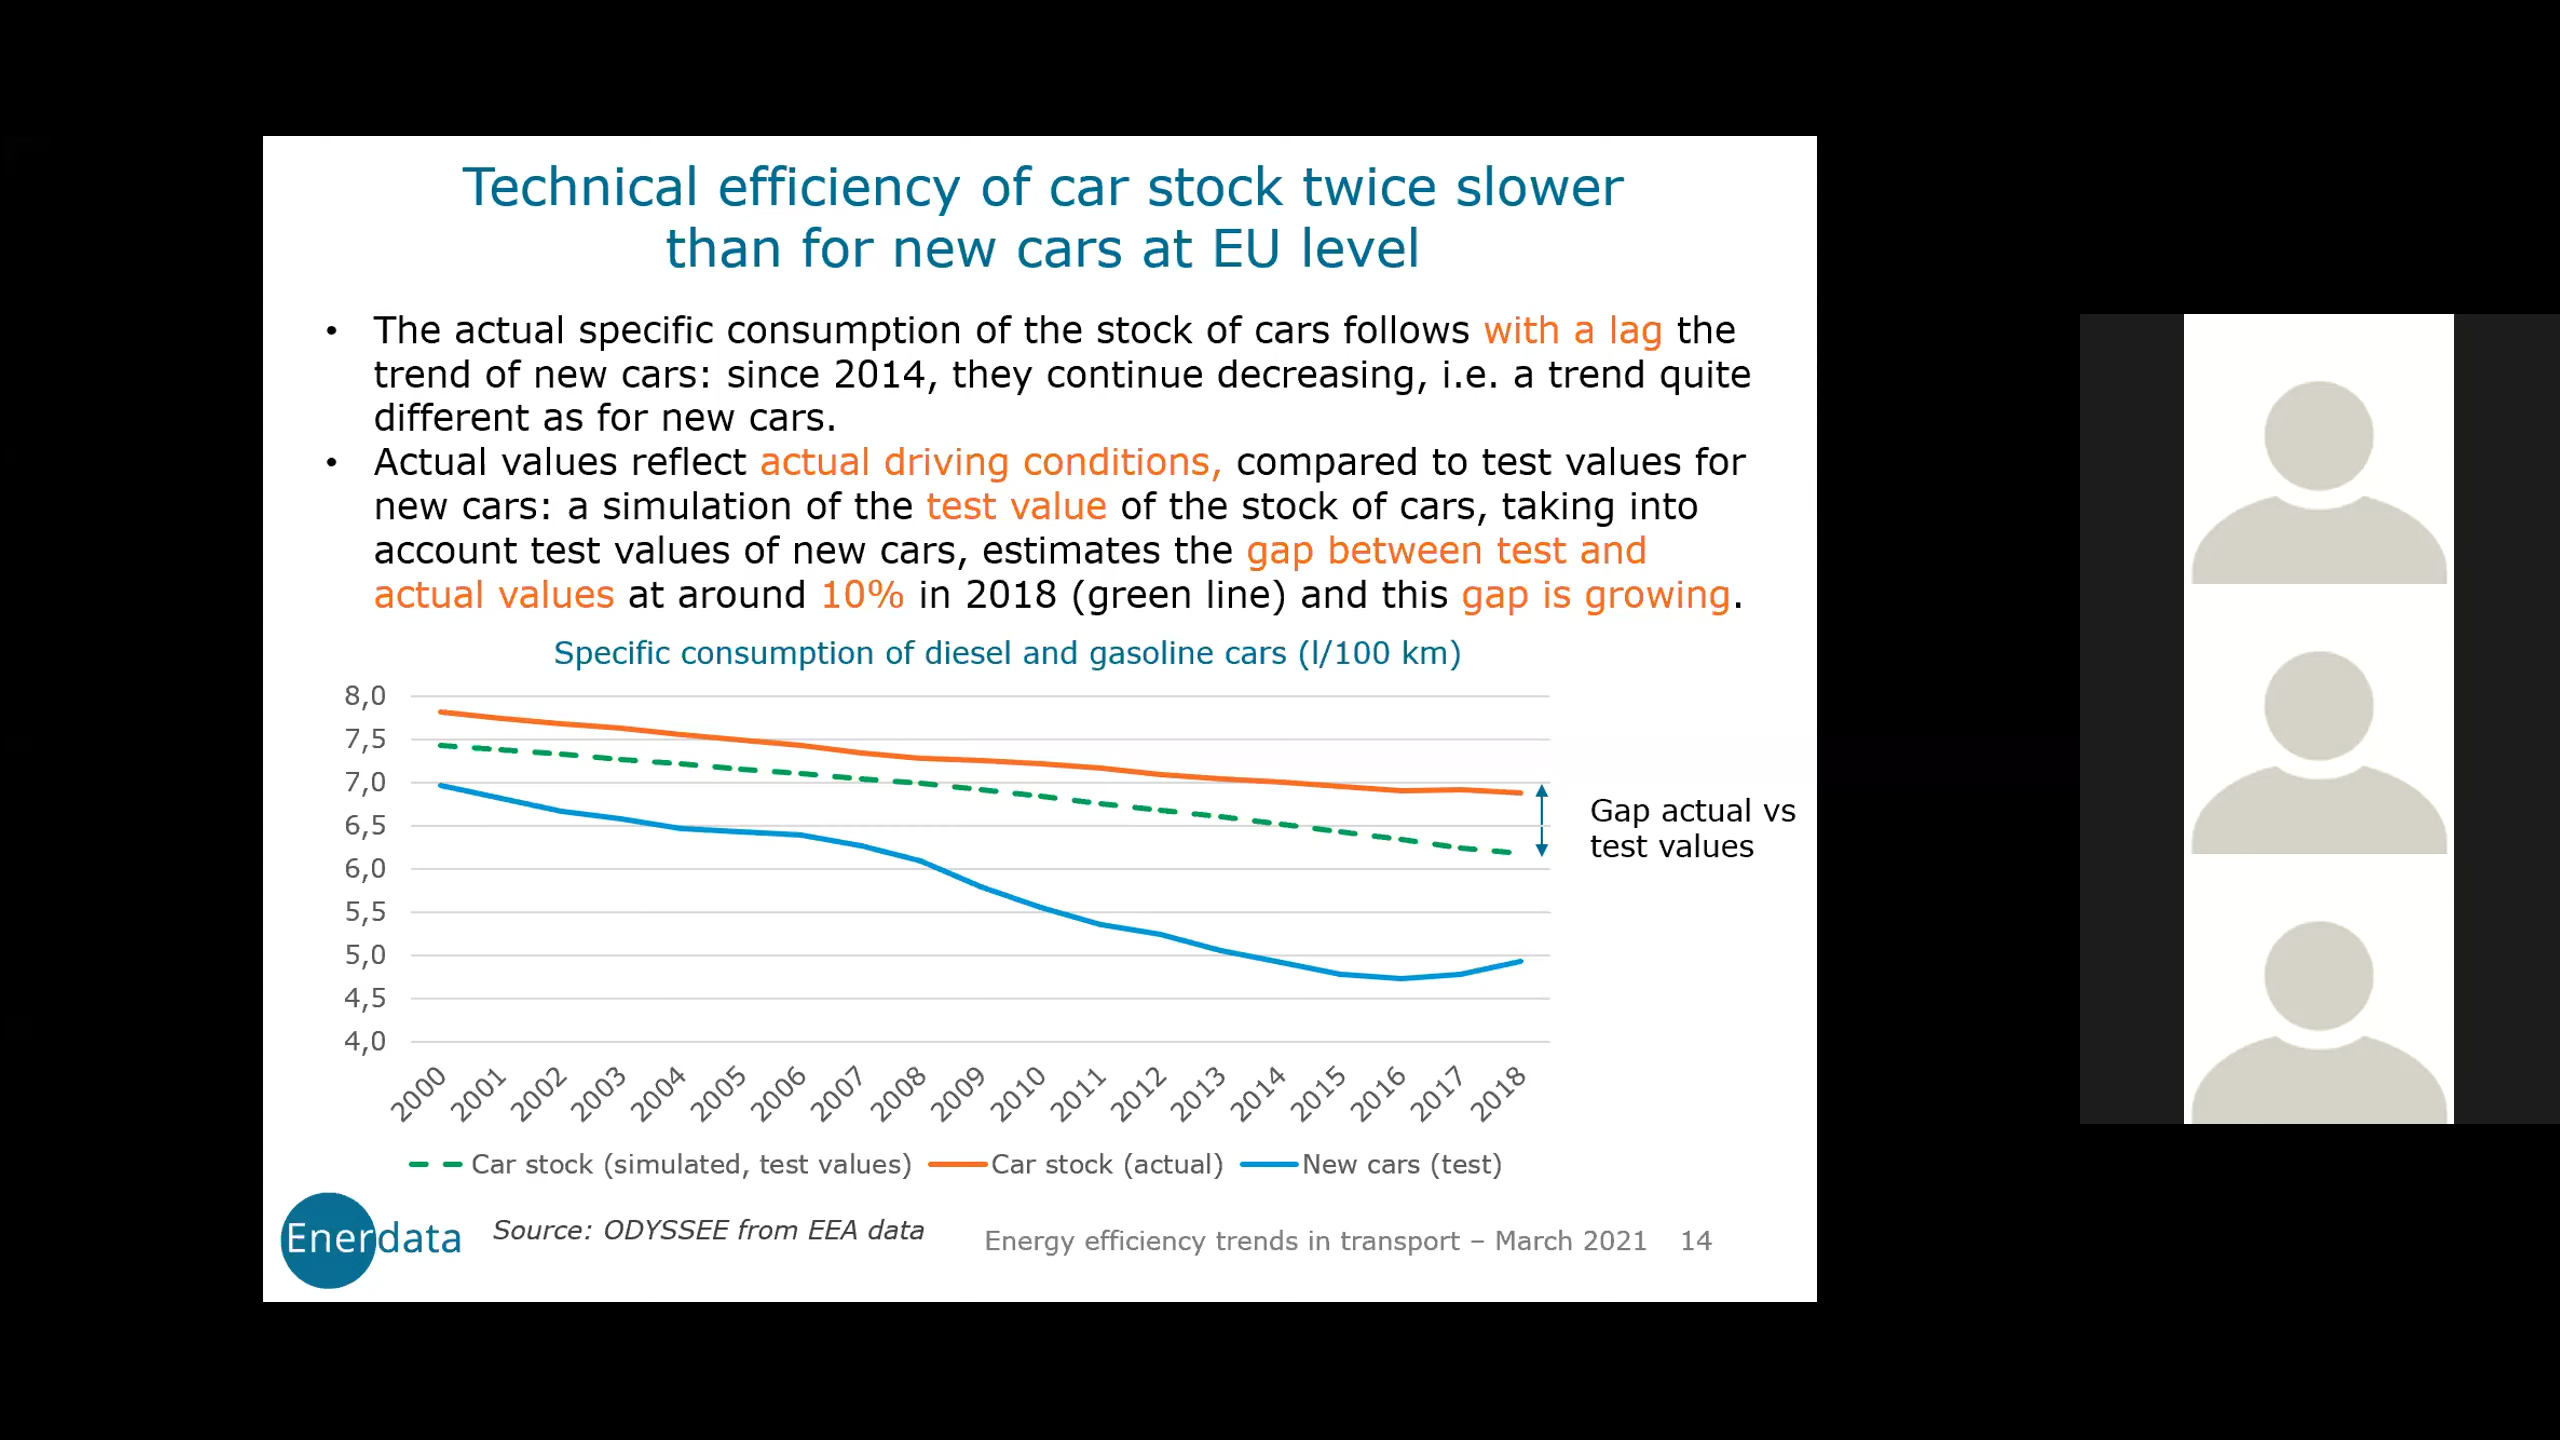 Technical efficiency of car stock twice slower
than for new cars at EU level
• The actual specific consumption of the stock of cars follows with a lag the
trend of new cars: since 2014, they continue decreasing, i.e. a trend quite
different as for new cars.
• Actual values reflect actual driving conditions, compared to test values for
new cars: a simulation of the test value of the stock of cars, taking into
account test values of new cars, estimates the gap between test and
actual values at around 10% in 2018 (green line) and this gap is growing.
Specific consumption of diesel and gasoline cars (l/100 km)
8,0
7,5
7,0
6,5
6,0
5,5
5,0
4,5
4,0
Gap actual vs
test values
2000 2001 2002 2003 2004 2005 2006 2007 2008 2009 2010 2011 2012 2013 2014 2015 2016 2017 2018
Car stock (simulated, test values) Car stock (actual) New cars (test)
Enerdata
Source: ODYSSEE from EEA data
Energy efficiency trends in transport – March 2021 14